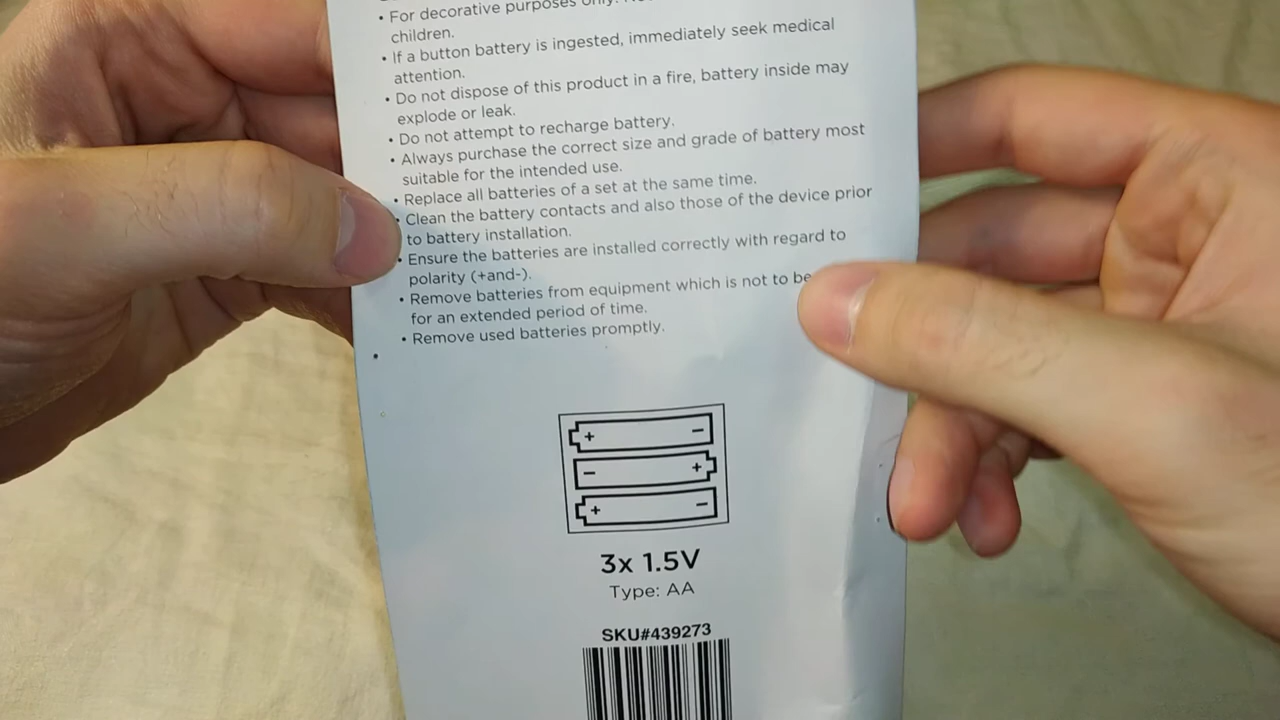 • For decorative purposes only.
children.
• If a button battery is ingested, immediately seek medical
attention.
• Do not dispose of this product in a fire, battery inside may
explode or leak.
• Do not attempt to recharge battery.
• Always purchase the correct size and grade of battery most
suitable for the intended use.
• Replace all batteries of a set at the same time.
• Clean the battery contacts and also those of the device prior
to battery installation.
• Ensure the batteries are installed correctly with regard to
polarity (+and-).
• Remove batteries from equipment which is not to be
for an extended period of time.
• Remove used batteries promptly.
+ −
− +
+ −
3x 1.5V
Type: AA
SKU#439273